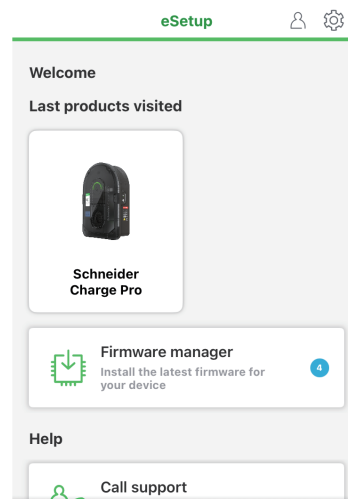 eSetup
Welcome
Last products visited
Schneider
Charge Pro
Firmware manager
Install the latest firmware for
your device
4
Help
Call support